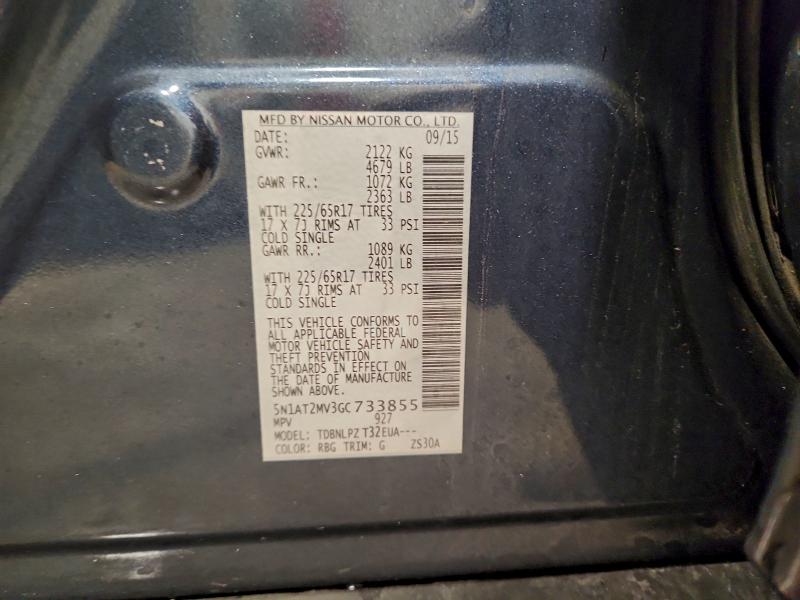 MFD BY NISSAN MOTOR CO., LTD.
DATE: 09/15
GVWR: 2122 KG
4679 LB
GAWR FR.: 1072 KG
2363 LB
WITH 225/65R17 TIRES
17 X 7J RIMS AT 33 PSI
COLD SINGLE
GAWR RR.: 1089 KG
2401 LB
WITH 225/65R17 TIRES
17 X 7J RIMS AT 33 PSI
COLD SINGLE
THIS VEHICLE CONFORMS TO
ALL APPLICABLE FEDERAL
MOTOR VEHICLE SAFETY AND
THEFT PREVENTION
STANDARDS IN EFFECT ON
THE DATE OF MANUFACTURE
SHOWN ABOVE.
5N1AT2MV3GC733855
MPV 927
MODEL: TDBNLPZ T32EUA---
COLOR: RBG TRIM: G ZS30A